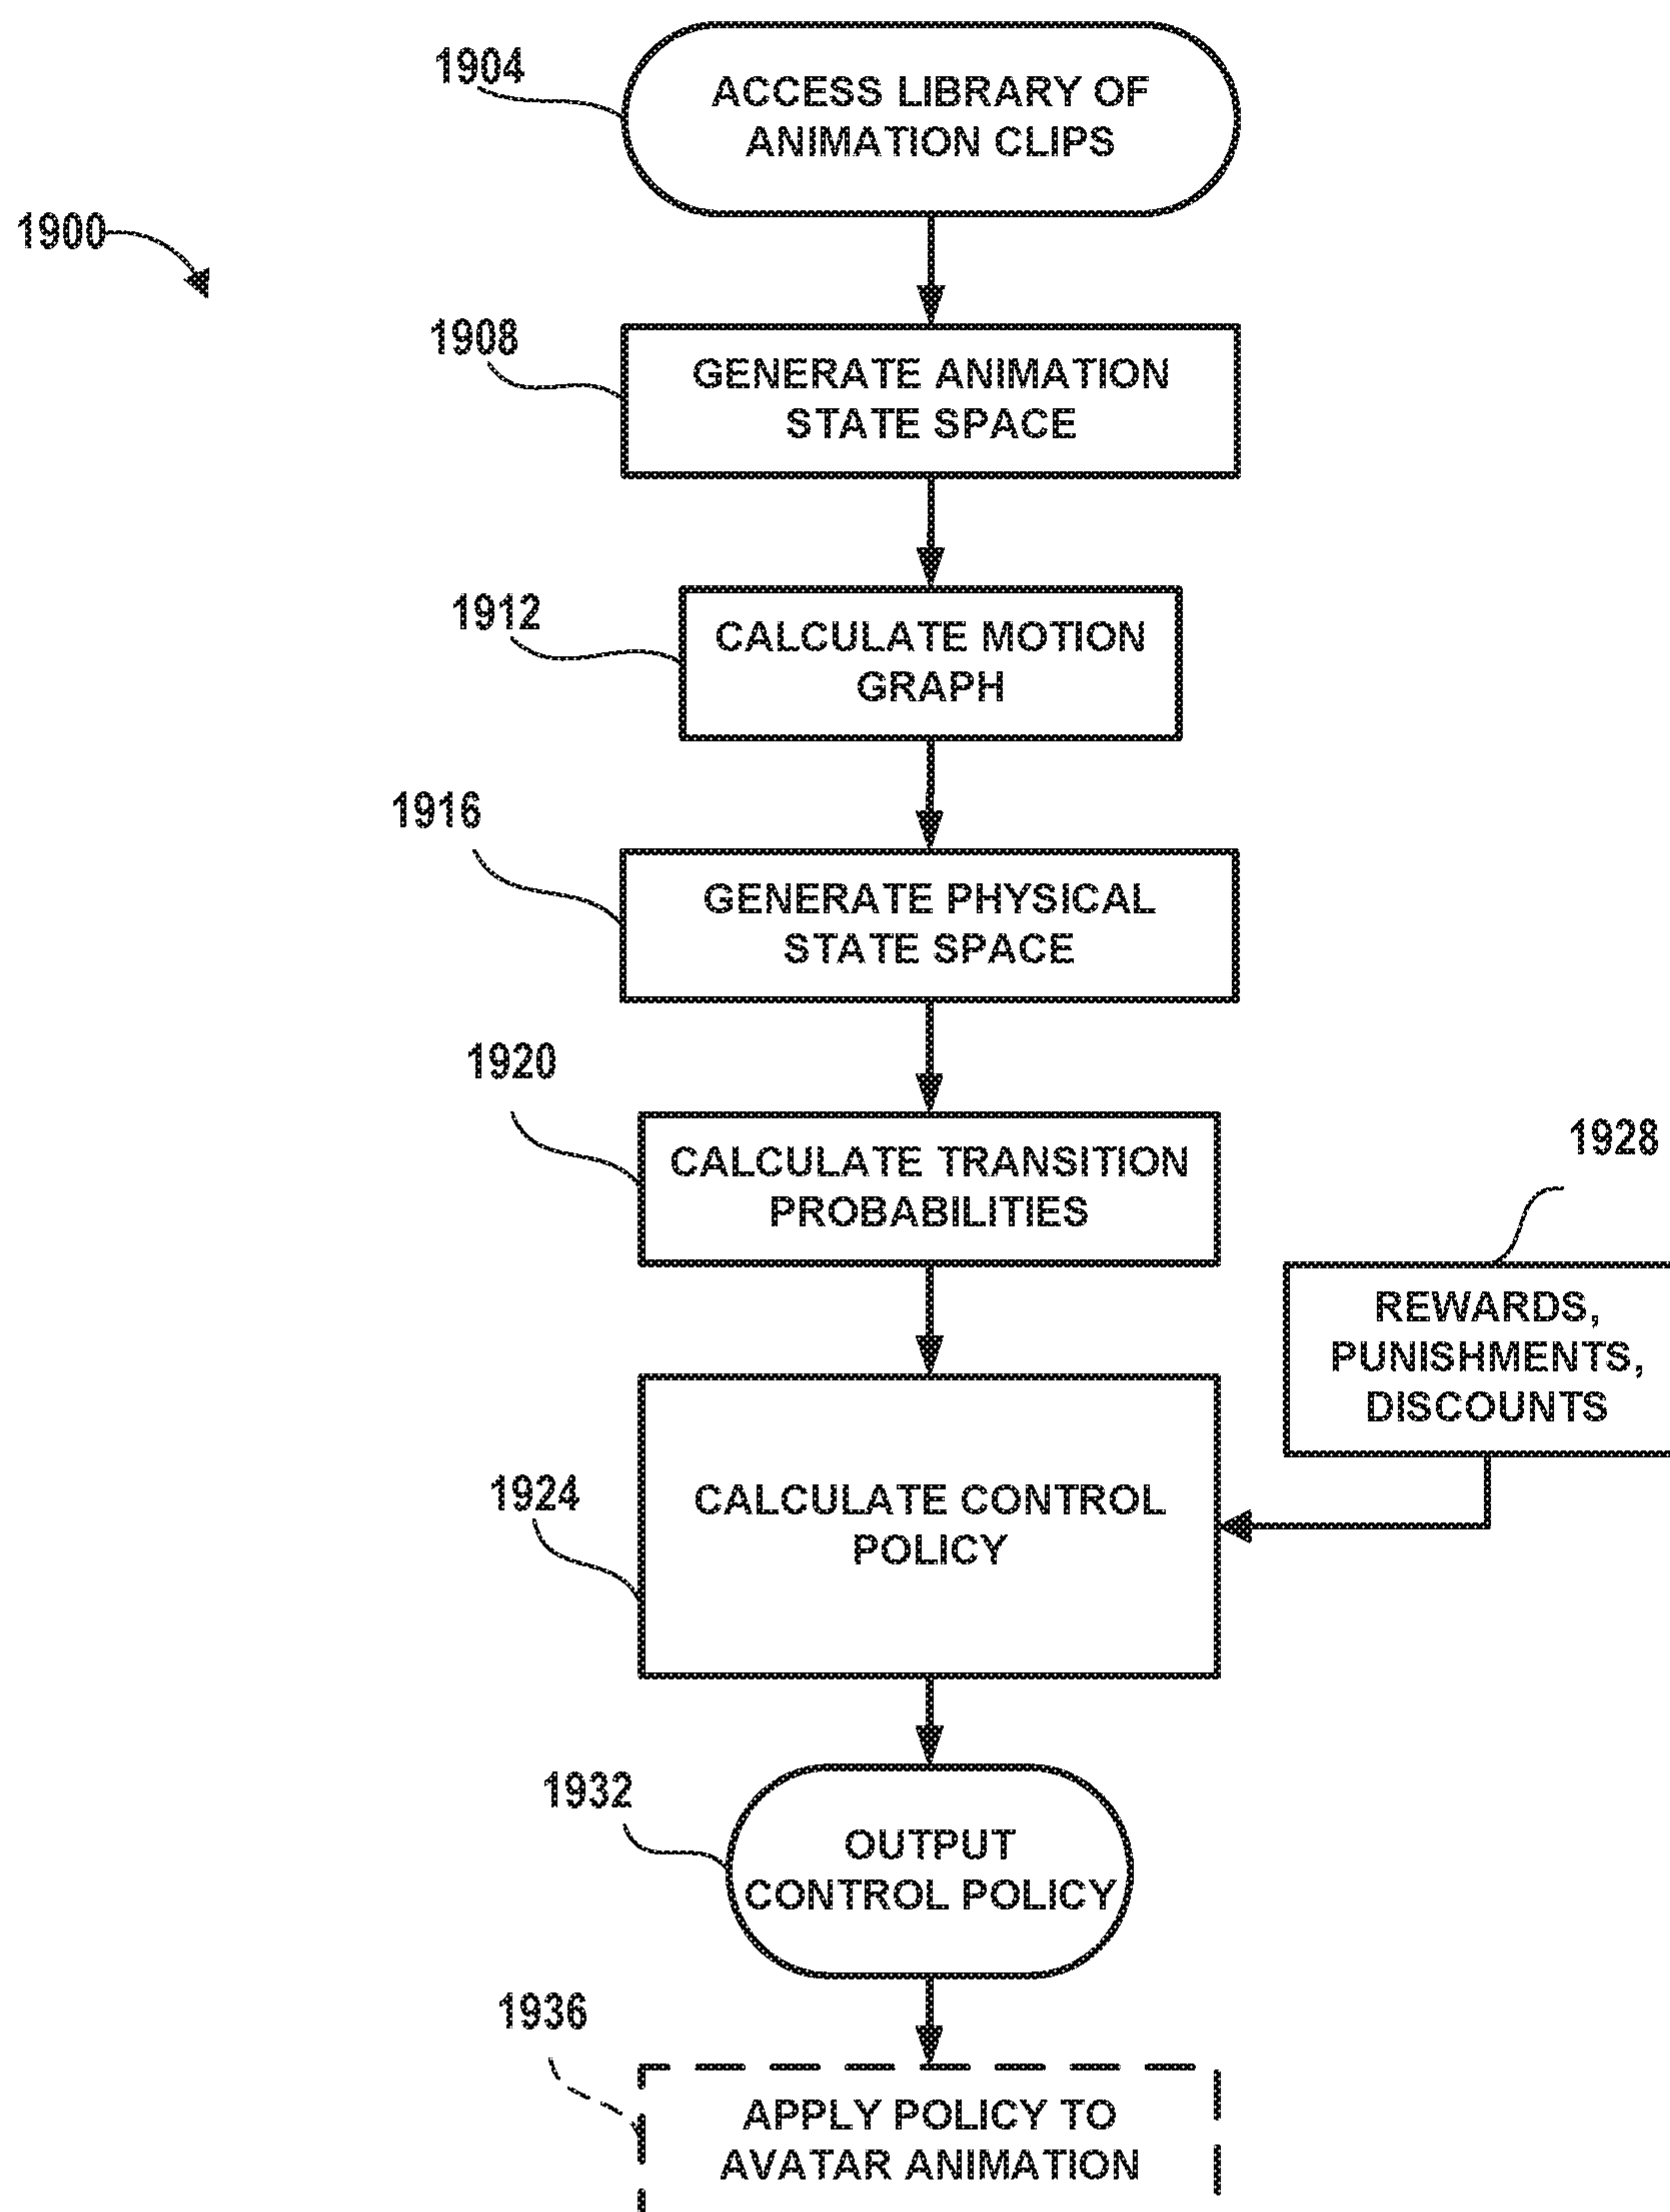 1904
ACCESS LIBRARY OF
ANIMATION CLIPS
1900
1908
GENERATE ANIMATION
STATE SPACE
1912
CALCULATE MOTION
GRAPH
1916
GENERATE PHYSICAL
STATE SPACE
1920
CALCULATE TRANSITION
PROBABILITIES
1928
REWARDS,
PUNISHMENTS,
DISCOUNTS
1924
CALCULATE CONTROL
POLICY
1932
OUTPUT
CONTROL POLICY
1936
APPLY POLICY TO
AVATAR ANIMATION